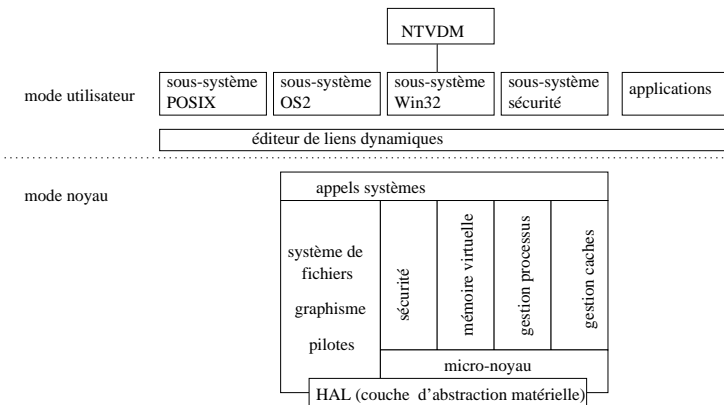 NTVDM
mode utilisateur
sous-système
POSIX
sous-système
OS2
sous-système
Win32
sous-système
sécurité
applications
éditeur de liens dynamiques
mode noyau
appels systèmes
système de
fichiers
graphisme
pilotes
sécurité
mémoire virtuelle
gestion processus
gestion caches
micro-noyau
HAL (couche d'abstraction matérielle)